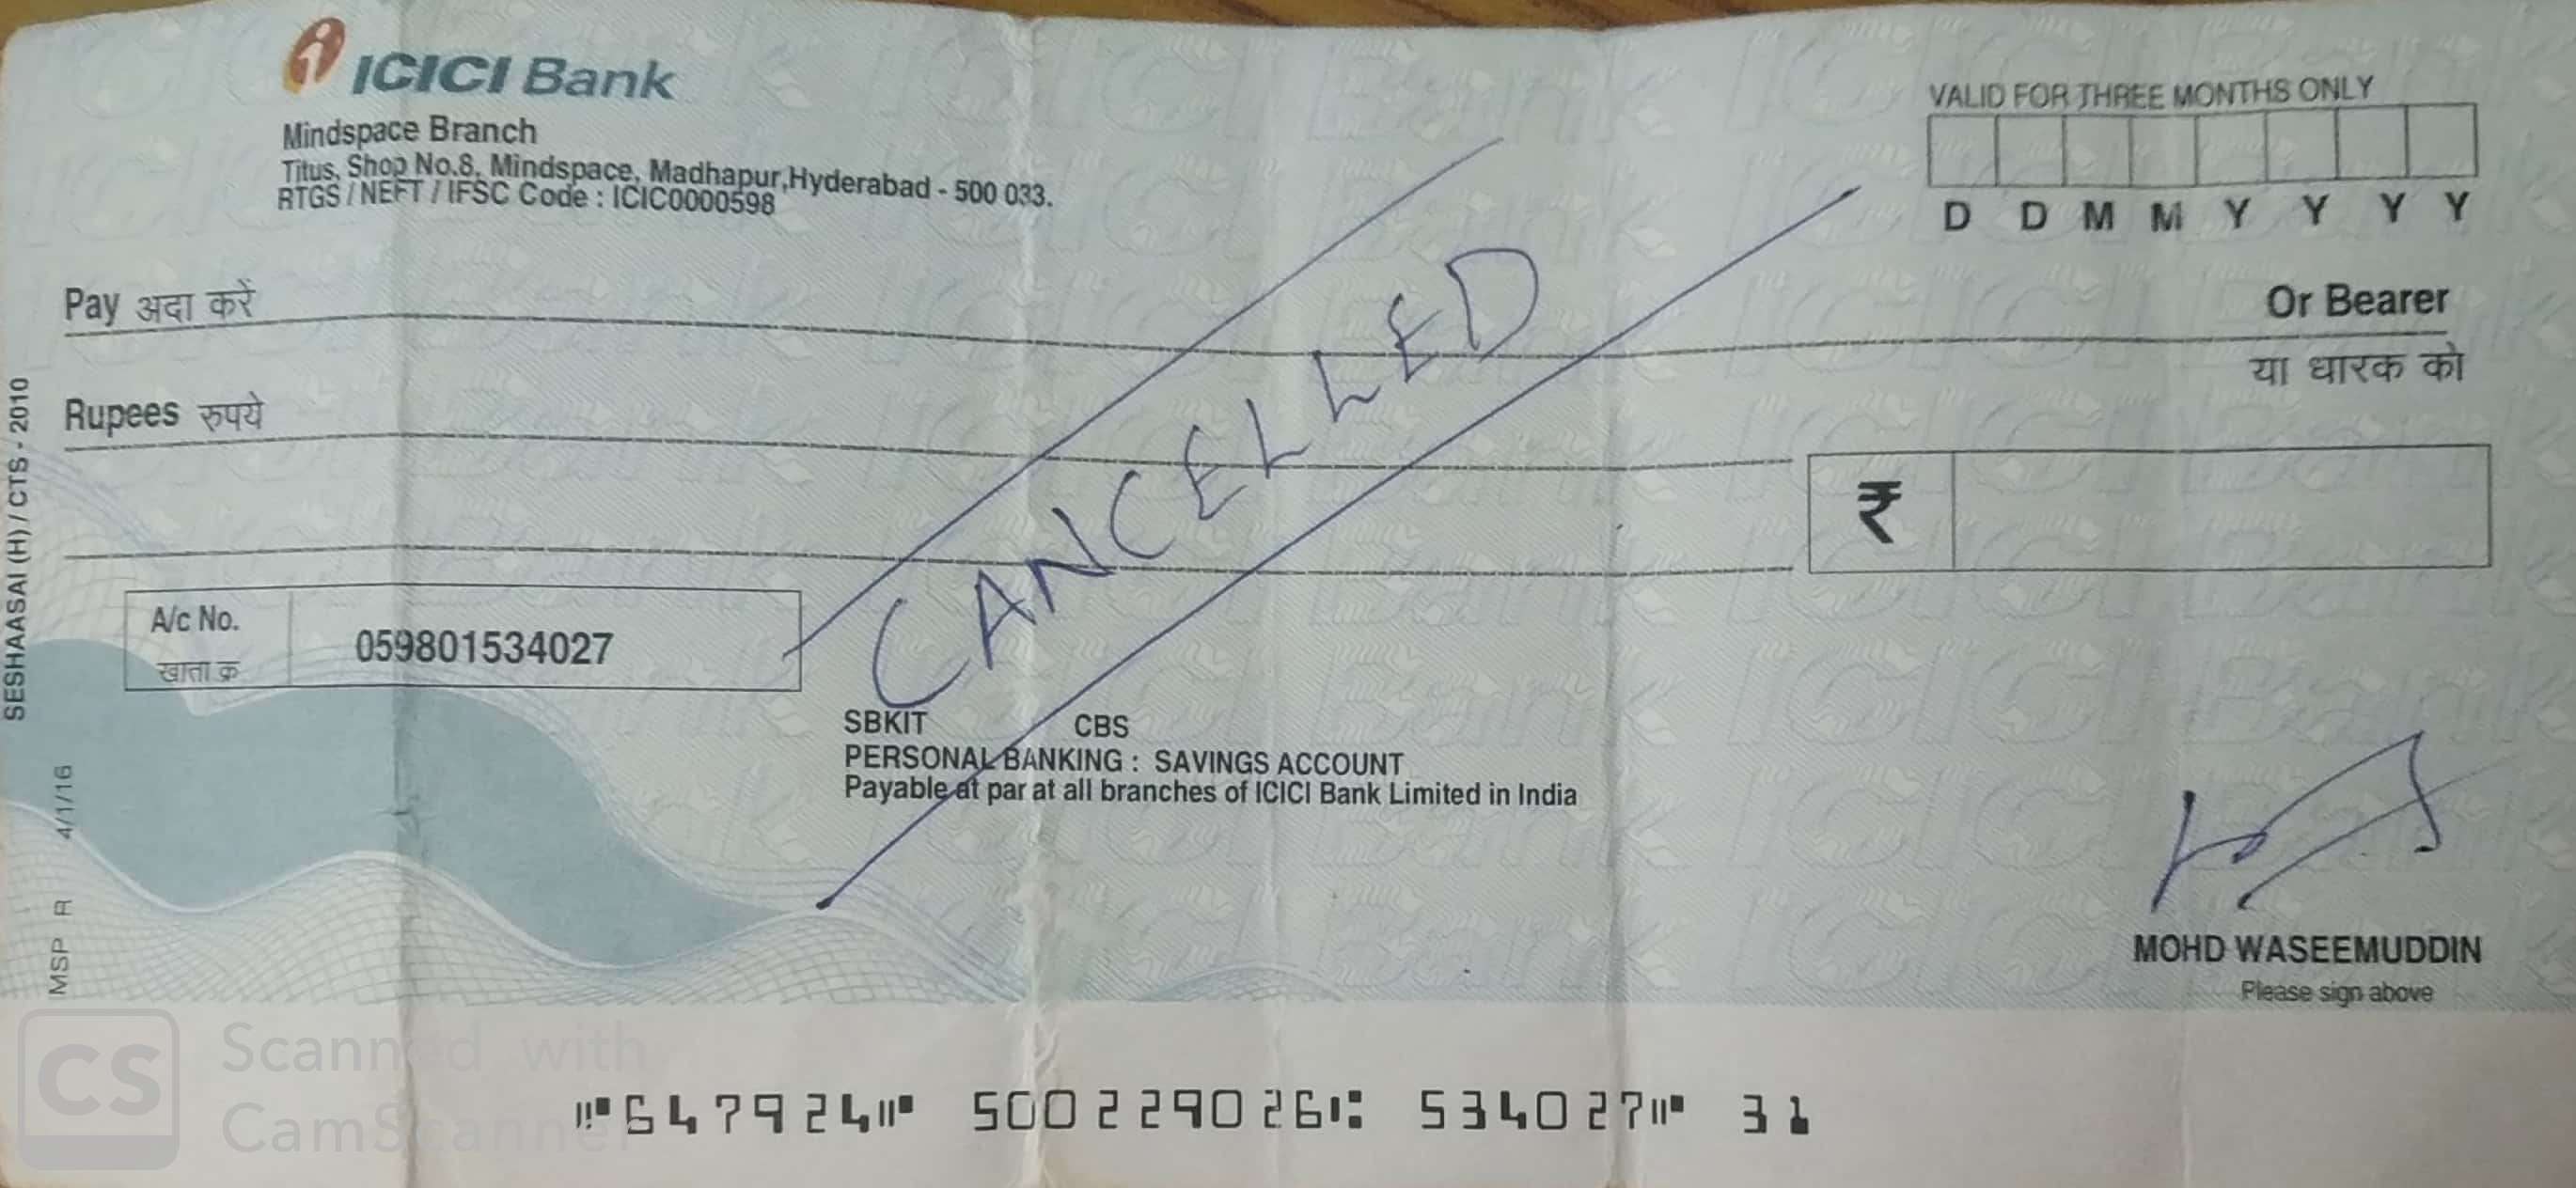 ICICI Bank
Mindspace Branch
Titus, Shop No.8, Mindspace, Madhapur,Hyderabad - 500 033.
RTGS / NEFT / IFSC Code : ICIC0000598
VALID FOR THREE MONTHS ONLY
D D M M Y Y Y Y
Pay अदा करें
Or Bearer
या धारक को
Rupees रुपये
₹
CANCELLED
A/c No.
खाता क्र
059801534027
SBKIT CBS
PERSONAL BANKING : SAVINGS ACCOUNT
Payable at par at all branches of ICICI Bank Limited in India
MOHD WASEEMUDDIN
Please sign above
SESHAASAI (H) / CTS - 2010
MSP R 4/1/16
⑈647924⑈ 500229026⑆ 534027⑈ 31
CS
Scanned with
CamScanner